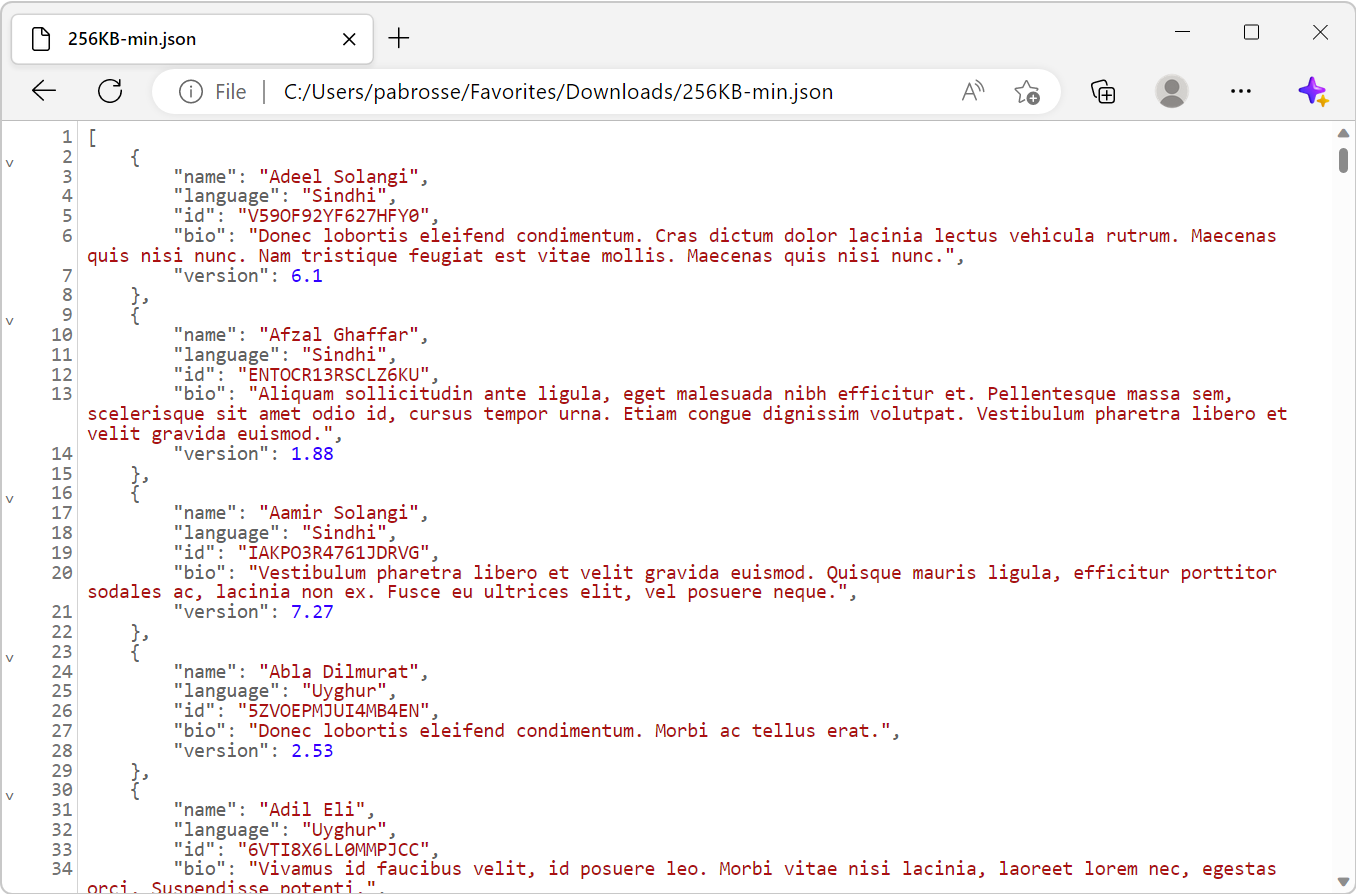 256KB-min.json
File C:/Users/pabrosse/Favorites/Downloads/256KB-min.json
1 [
2 {
3 "name": "Adeel Solangi",
4 "language": "Sindhi",
5 "id": "V59OF92YF627HFY0",
6 "bio": "Donec lobortis eleifend condimentum. Cras dictum dolor lacinia lectus vehicula rutrum. Maecenas
quis nisi nunc. Nam tristique feugiat est vitae mollis. Maecenas quis nisi nunc.",
7 "version": 6.1
8 },
9 {
10 "name": "Afzal Ghaffar",
11 "language": "Sindhi",
12 "id": "ENTOCR13RSCLZ6KU",
13 "bio": "Aliquam sollicitudin ante ligula, eget malesuada nibh efficitur et. Pellentesque massa sem,
scelerisque sit amet odio id, cursus tempor urna. Etiam congue dignissim volutpat. Vestibulum pharetra libero et
velit gravida euismod.",
14 "version": 1.88
15 },
16 {
17 "name": "Aamir Solangi",
18 "language": "Sindhi",
19 "id": "IAKPO3R4761JDRVG",
20 "bio": "Vestibulum pharetra libero et velit gravida euismod. Quisque mauris ligula, efficitur porttitor
sodales ac, lacinia non ex. Fusce eu ultrices elit, vel posuere neque.",
21 "version": 7.27
22 },
23 {
24 "name": "Abla Dilmurat",
25 "language": "Uyghur",
26 "id": "5ZVOEPMJUI4MB4EN",
27 "bio": "Donec lobortis eleifend condimentum. Morbi ac tellus erat.",
28 "version": 2.53
29 },
30 {
31 "name": "Adil Eli",
32 "language": "Uyghur",
33 "id": "6VTI8X6LL0MMPJCC",
34 "bio": "Vivamus id faucibus velit, id posuere leo. Morbi vitae nisi lacinia, laoreet lorem nec, egestas
orci. Suspendisse potenti.",